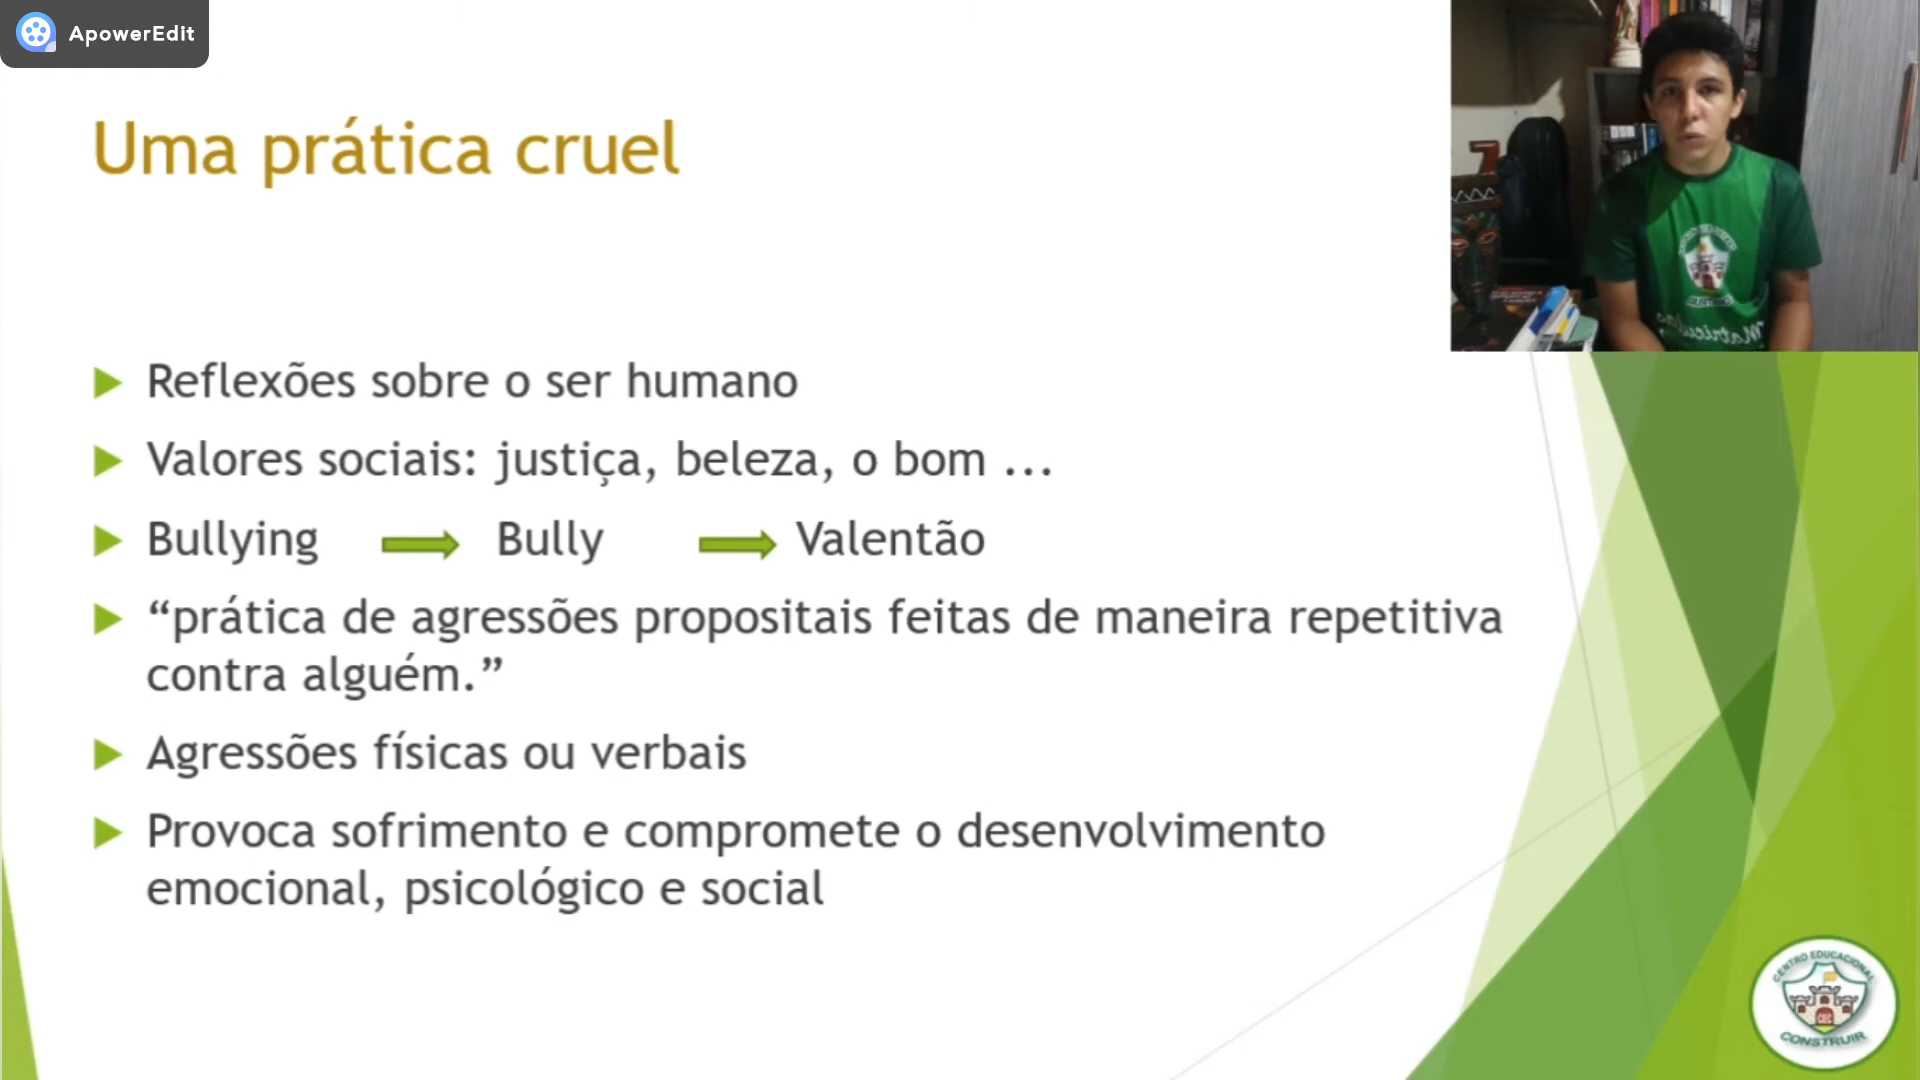 ApowerEdit
Uma prática cruel
Reflexões sobre o ser humano
Valores sociais: justiça, beleza, o bom ...
Bullying Bully Valentão
“prática de agressões propositais feitas de maneira repetitiva
contra alguém.”
Agressões físicas ou verbais
Provoca sofrimento e compromete o desenvolvimento
emocional, psicológico e social
CENTRO EDUCACIONAL
CEC
CONSTRUIR